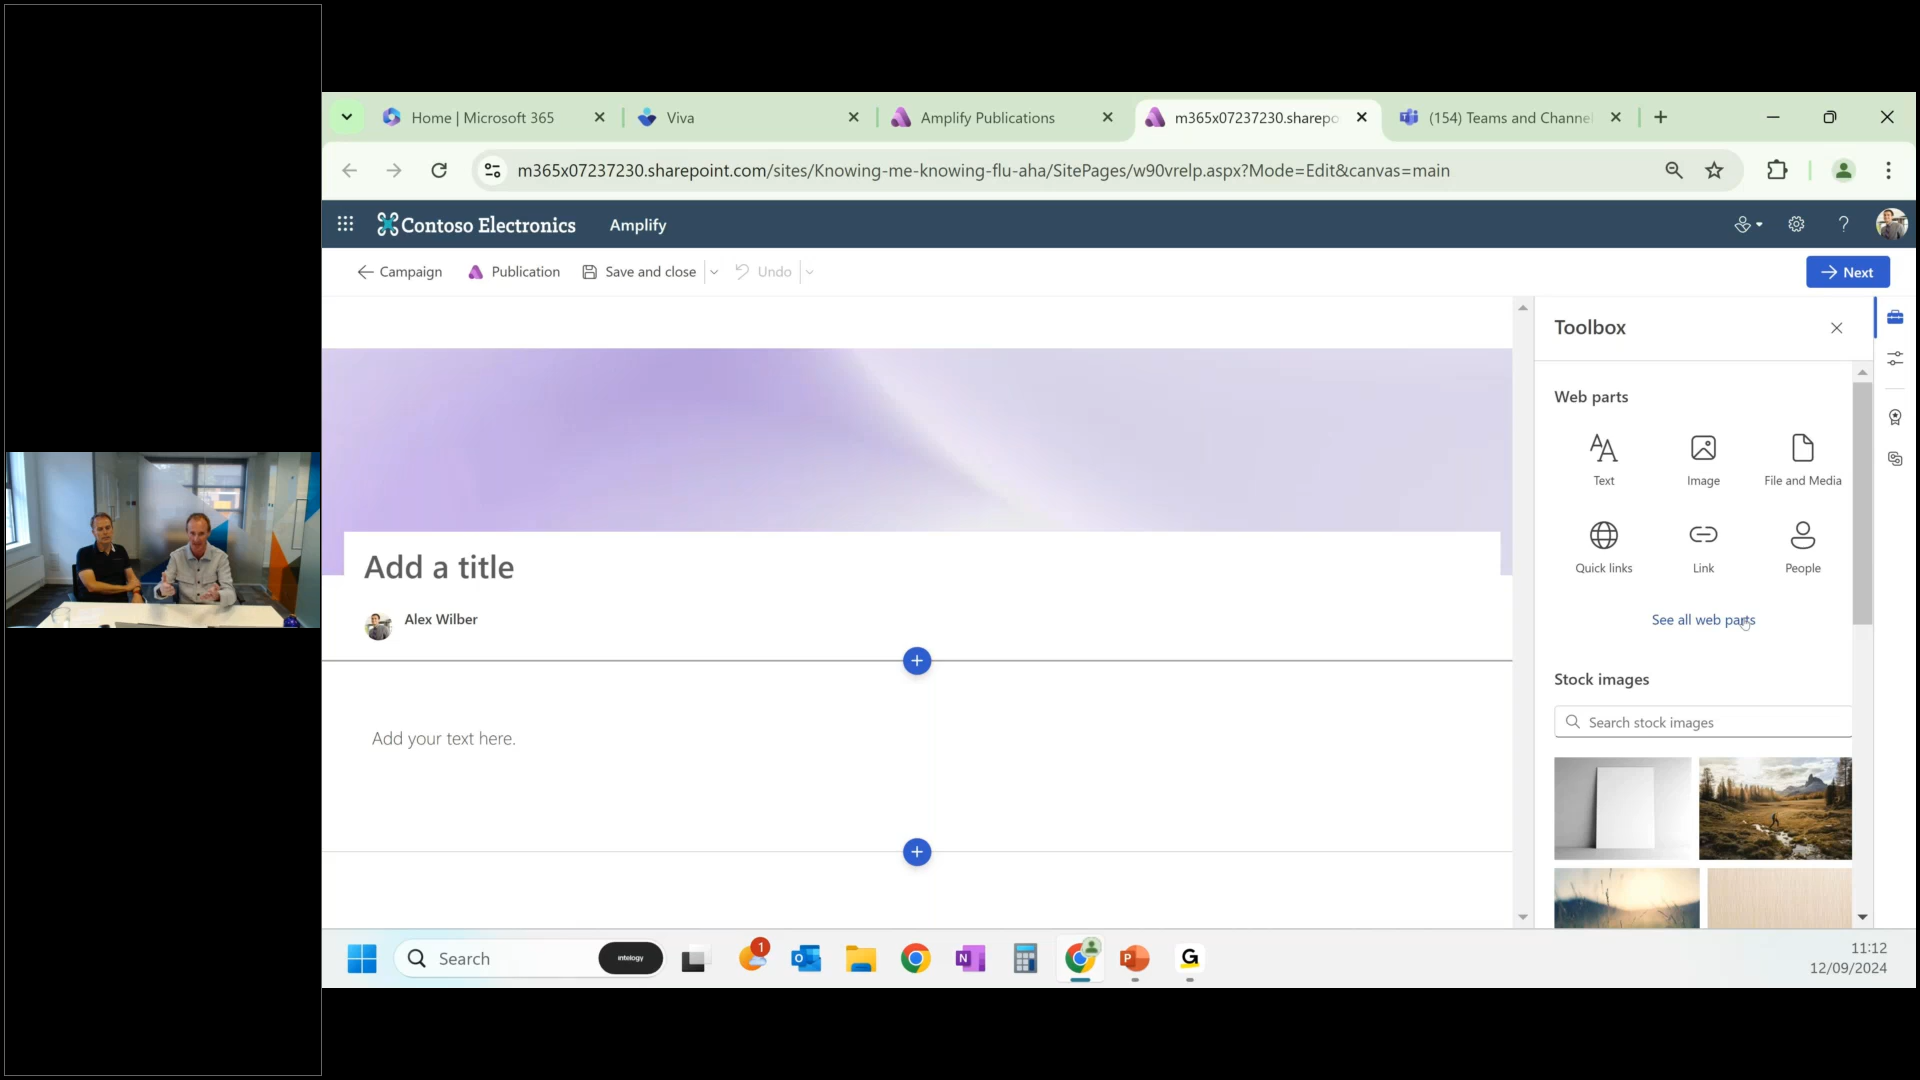 Home | Microsoft 365
Viva
Amplify Publications
m365x07237230.sharepo
(154) Teams and Channe
m365x07237230.sharepoint.com/sites/Knowing-me-knowing-flu-aha/SitePages/w90vrelp.aspx?Mode=Edit&canvas=main
Contoso Electronics
Amplify
Campaign
Publication
Save and close
Undo
Next
Toolbox
Web parts
Text
Image
File and Media
Quick links
Link
People
See all web parts
Stock images
Search stock images
Add a title
Alex Wilber
Add your text here.
Search
intelogy
1
11:12
12/09/2024